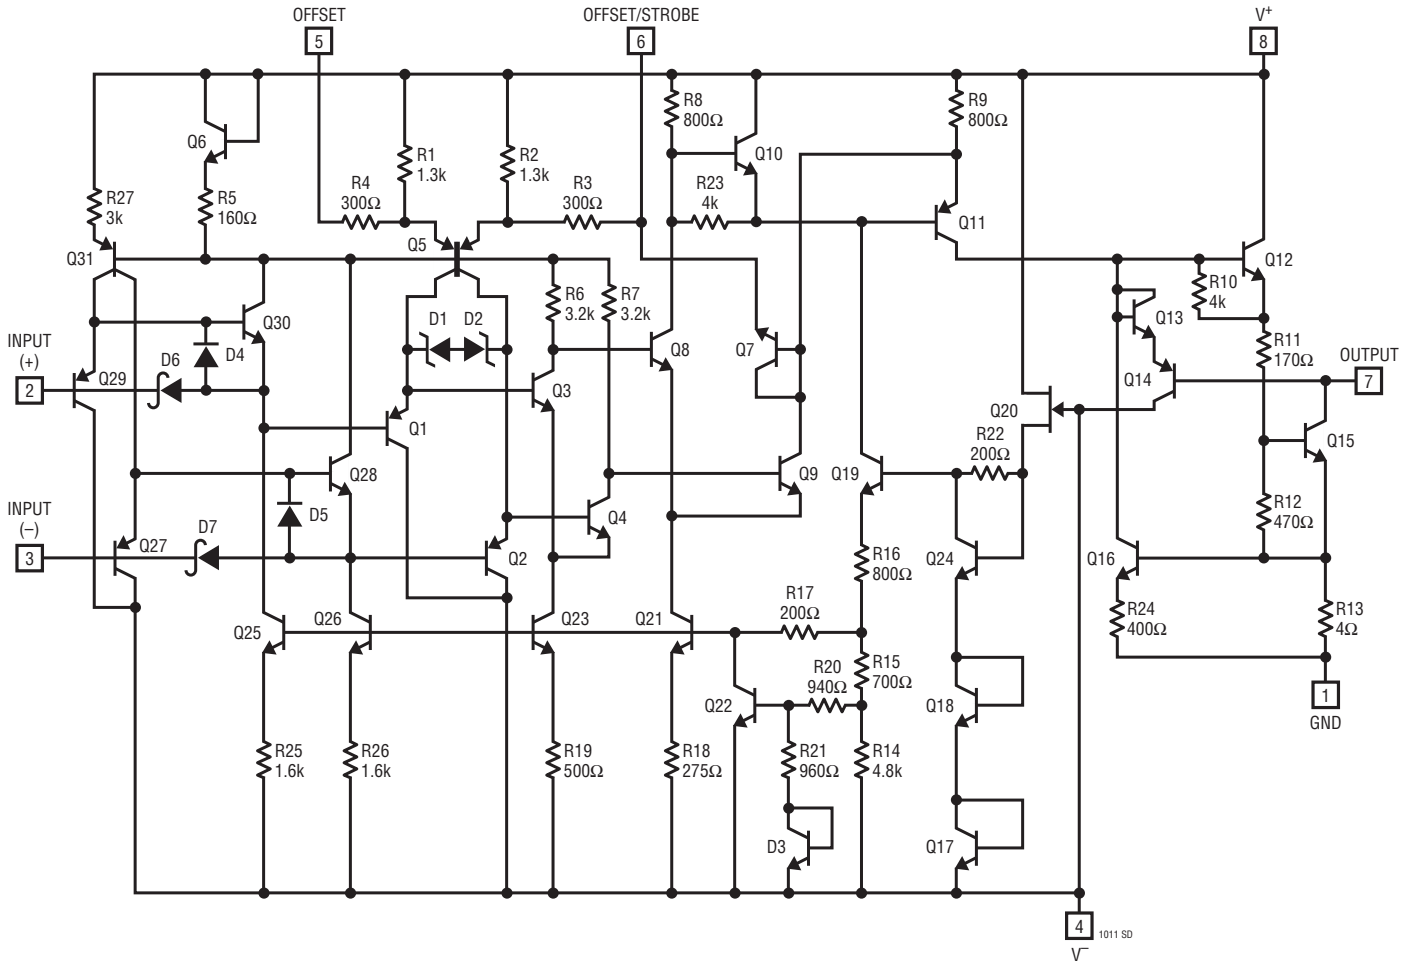 OFFSET
5
OFFSET/STROBE
6
V+
8
R8
800Ω
R9
800Ω
Q6
Q10
R1
1.3k
R2
1.3k
R4
300Ω
R3
300Ω
R23
4k
R27
3k
R5
160Ω
Q11
Q31
Q5
Q12
R6
3.2k
R7
3.2k
R10
4k
Q30
D1
D2
Q13
INPUT
(+)
2
D6
D4
Q29
Q8
Q7
R11
170Ω
OUTPUT
7
Q3
Q14
Q20
Q1
R22
200Ω
Q15
Q28
Q9
Q19
INPUT
(–)
3
D5
D7
Q4
R12
470Ω
Q27
Q2
R16
800Ω
Q24
Q16
Q25
Q26
Q23
Q21
R17
200Ω
R24
400Ω
R13
4Ω
R20
940Ω
R15
700Ω
Q22
Q18
1
GND
R25
1.6k
R26
1.6k
R19
500Ω
R18
275Ω
R21
960Ω
R14
4.8k
D3
Q17
4
1011 SD
V–